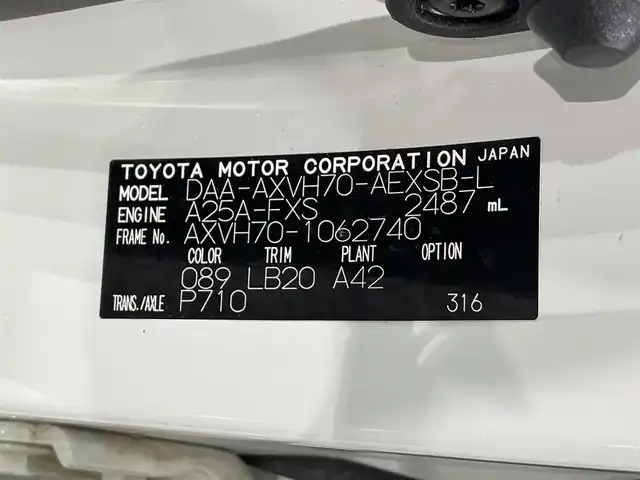 TOYOTA MOTOR CORPORATION JAPAN
MODEL DAA-AXVH70-AEXSB-L
ENGINE A25A-FXS 2487 mL
FRAME No. AXVH70-1062740
COLOR TRIM PLANT OPTION
089 LB20 A42
TRANS./AXLE P710 316